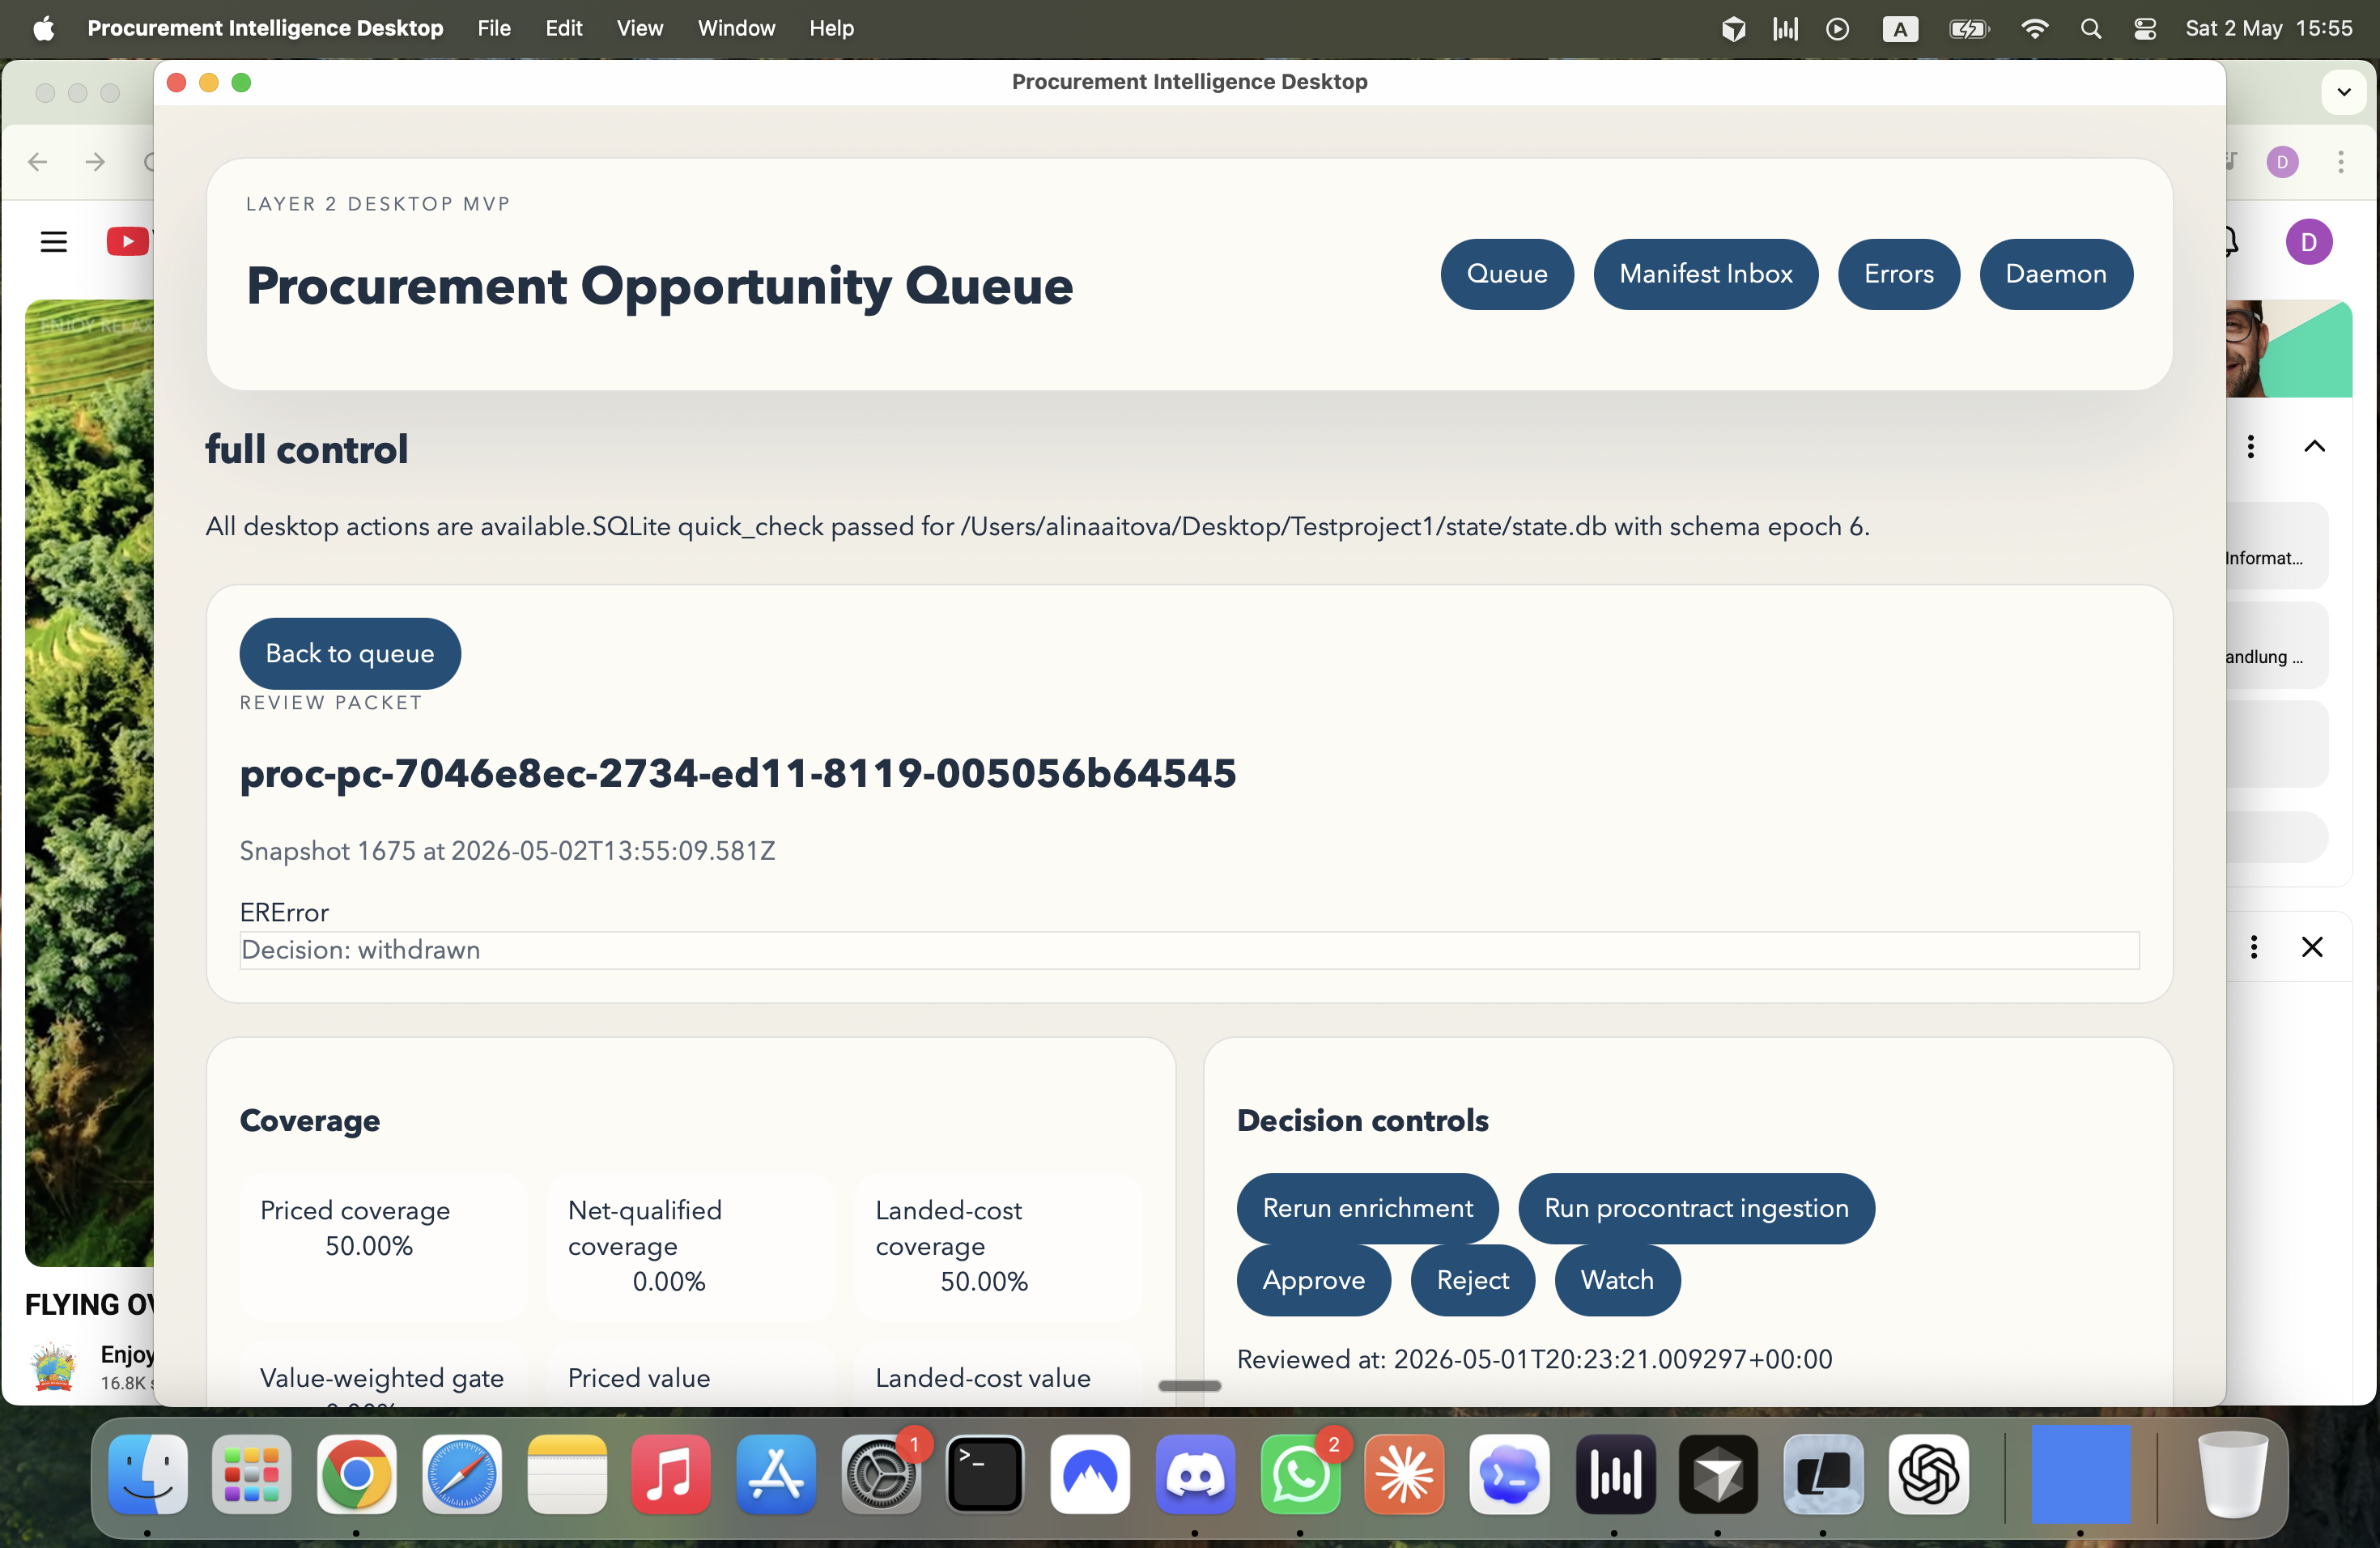 Procurement Intelligence Desktop File Edit View Window Help
A Sat 2 May 15:55
Procurement Intelligence Desktop
D
LAYER 2 DESKTOP MVP
Procurement Opportunity Queue
Queue Manifest Inbox Errors Daemon
D
full control
All desktop actions are available.SQLite quick_check passed for /Users/alinaaitova/Desktop/Testproject1/state/state.db with schema epoch 6.
Informat...
andlung ...
Back to queue
REVIEW PACKET
proc-pc-7046e8ec-2734-ed11-8119-005056b64545
Snapshot 1675 at 2026-05-02T13:55:09.581Z
ERError
Decision: withdrawn
Coverage
Priced coverage
50.00%
Net-qualified
coverage
0.00%
Landed-cost
coverage
50.00%
Value-weighted gate
Priced value
Landed-cost value
Decision controls
Rerun enrichment Run procontract ingestion
Approve Reject Watch
Reviewed at: 2026-05-01T20:23:21.009297+00:00
FLYING OV
Enjoy
16.8K s
1
2